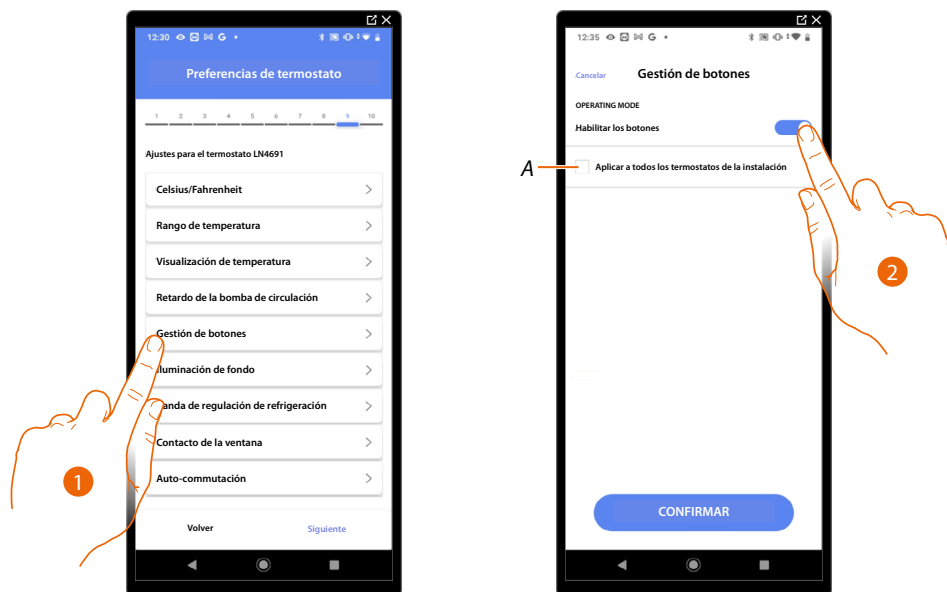 12:30
Preferencias de termostato
1 2 3 4 5 6 7 8 9 10
Ajustes para el termostato LN4691
Celsius/Fahrenheit
Rango de temperatura
Visualización de temperatura
Retardo de la bomba de circulación
Gestión de botones
luminación de fondo
anda de regulación de refrigeración
Contacto de la ventana
Auto-commutación
Volver
Siguiente
1
12:35
Cancelar
Gestión de botones
OPERATING MODE
Habilitar los botones
A
Aplicar a todos los termostatos de la instalación
2
CONFIRMAR